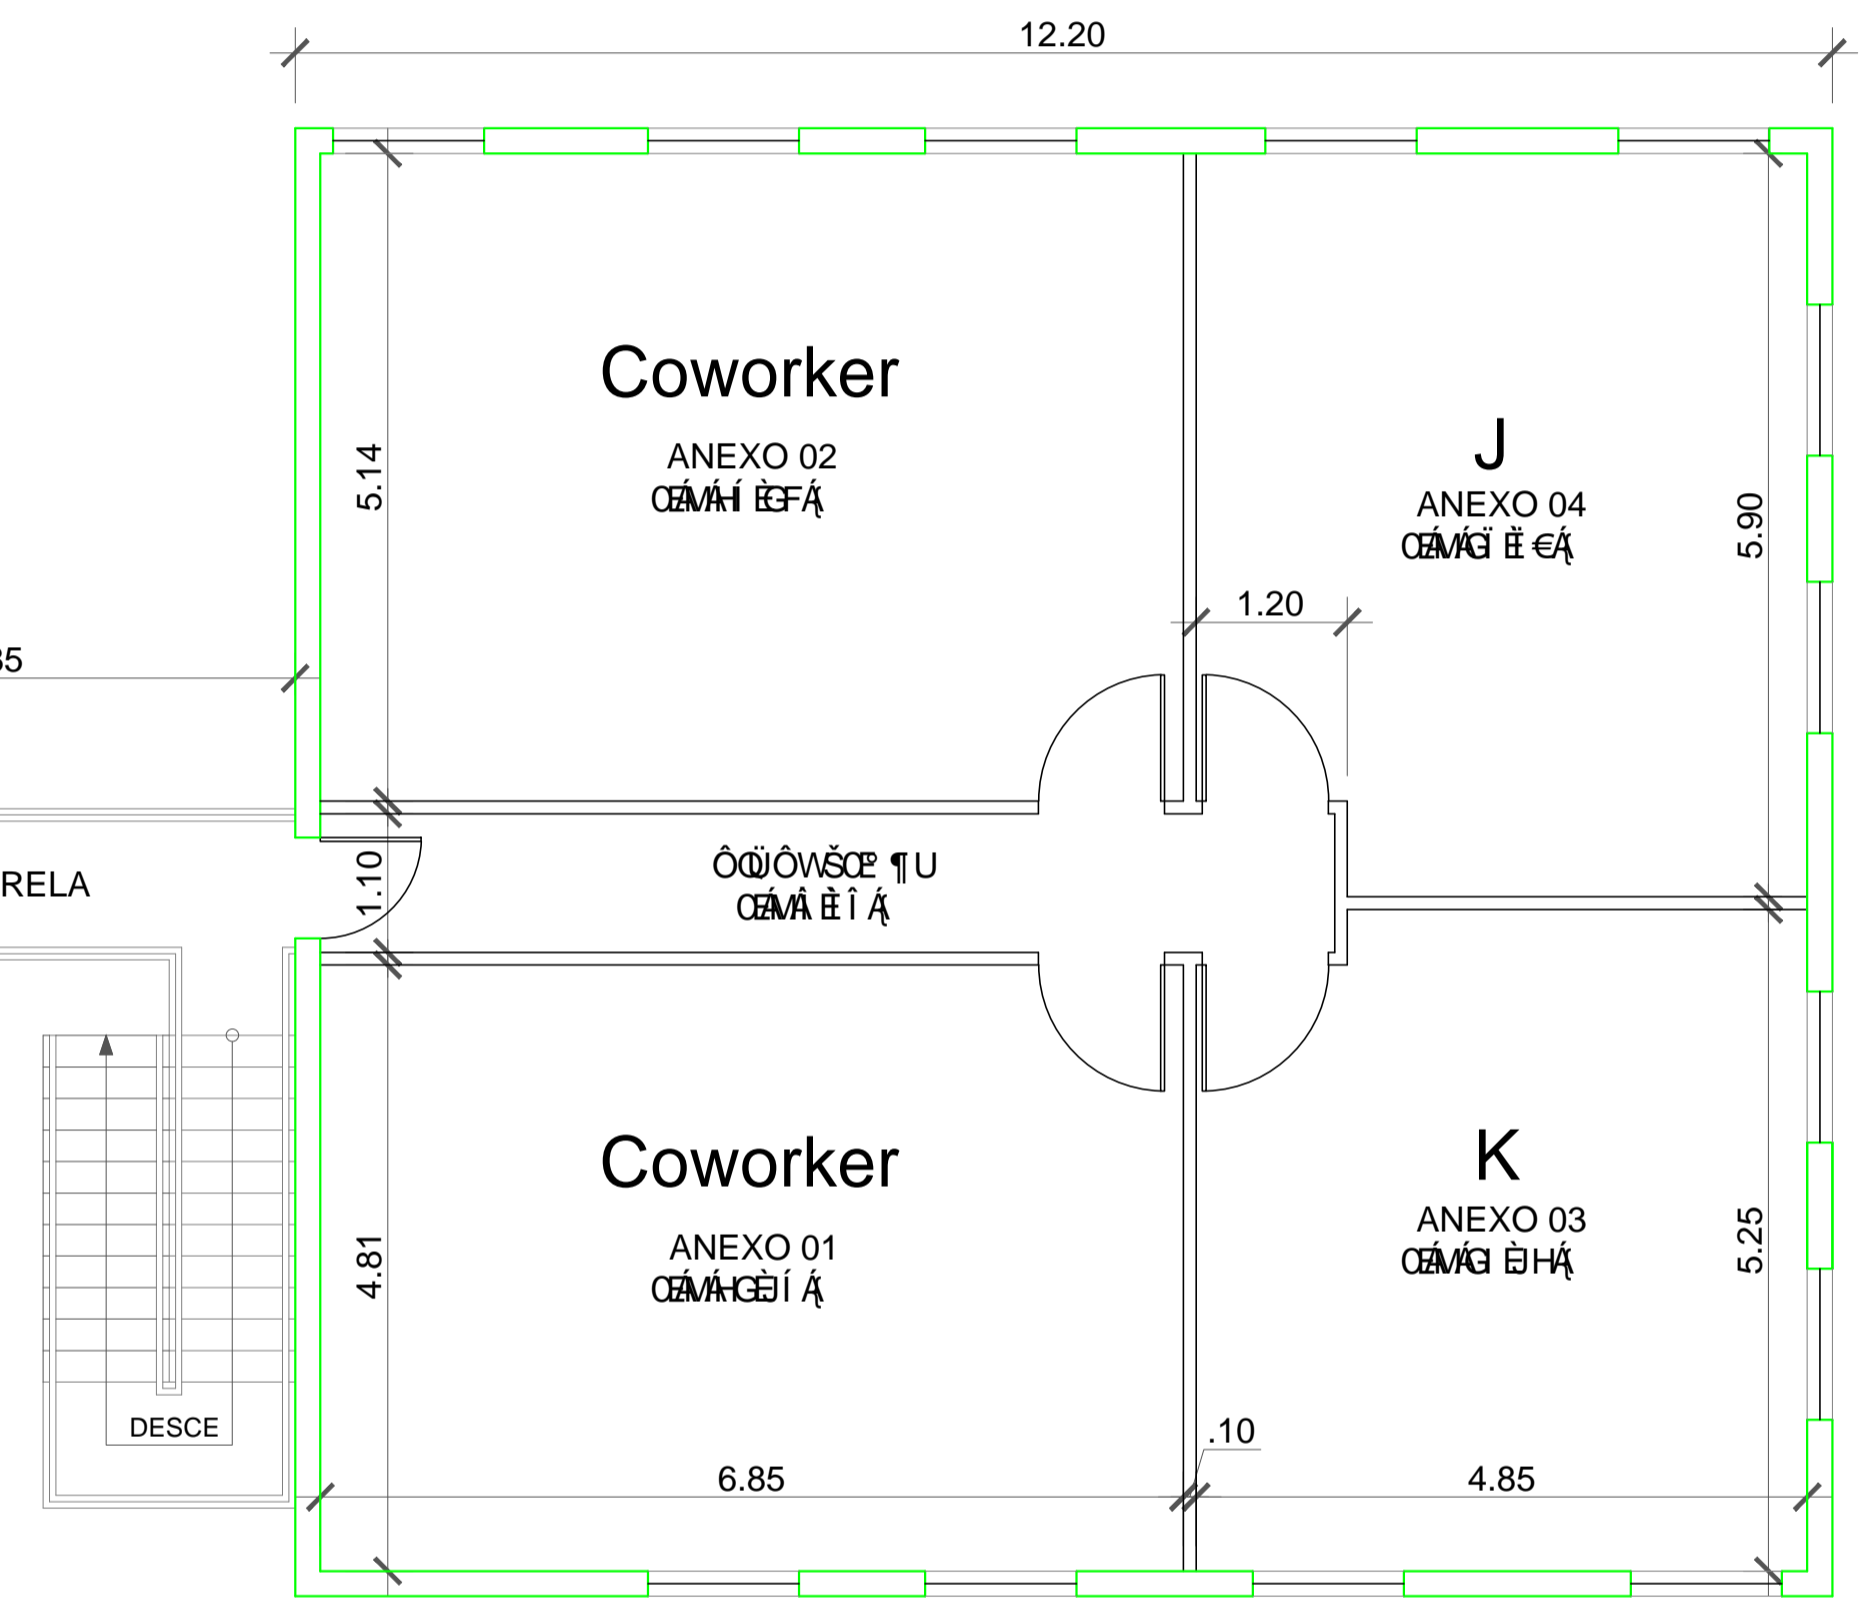 12.20
Coworker
ANEXO 02
5.14
J
ANEXO 04
5.90
1.20
35
1.10
RELA
Coworker
ANEXO 01
4.81
K
ANEXO 03
5.25
DESCE
.10
6.85
4.85